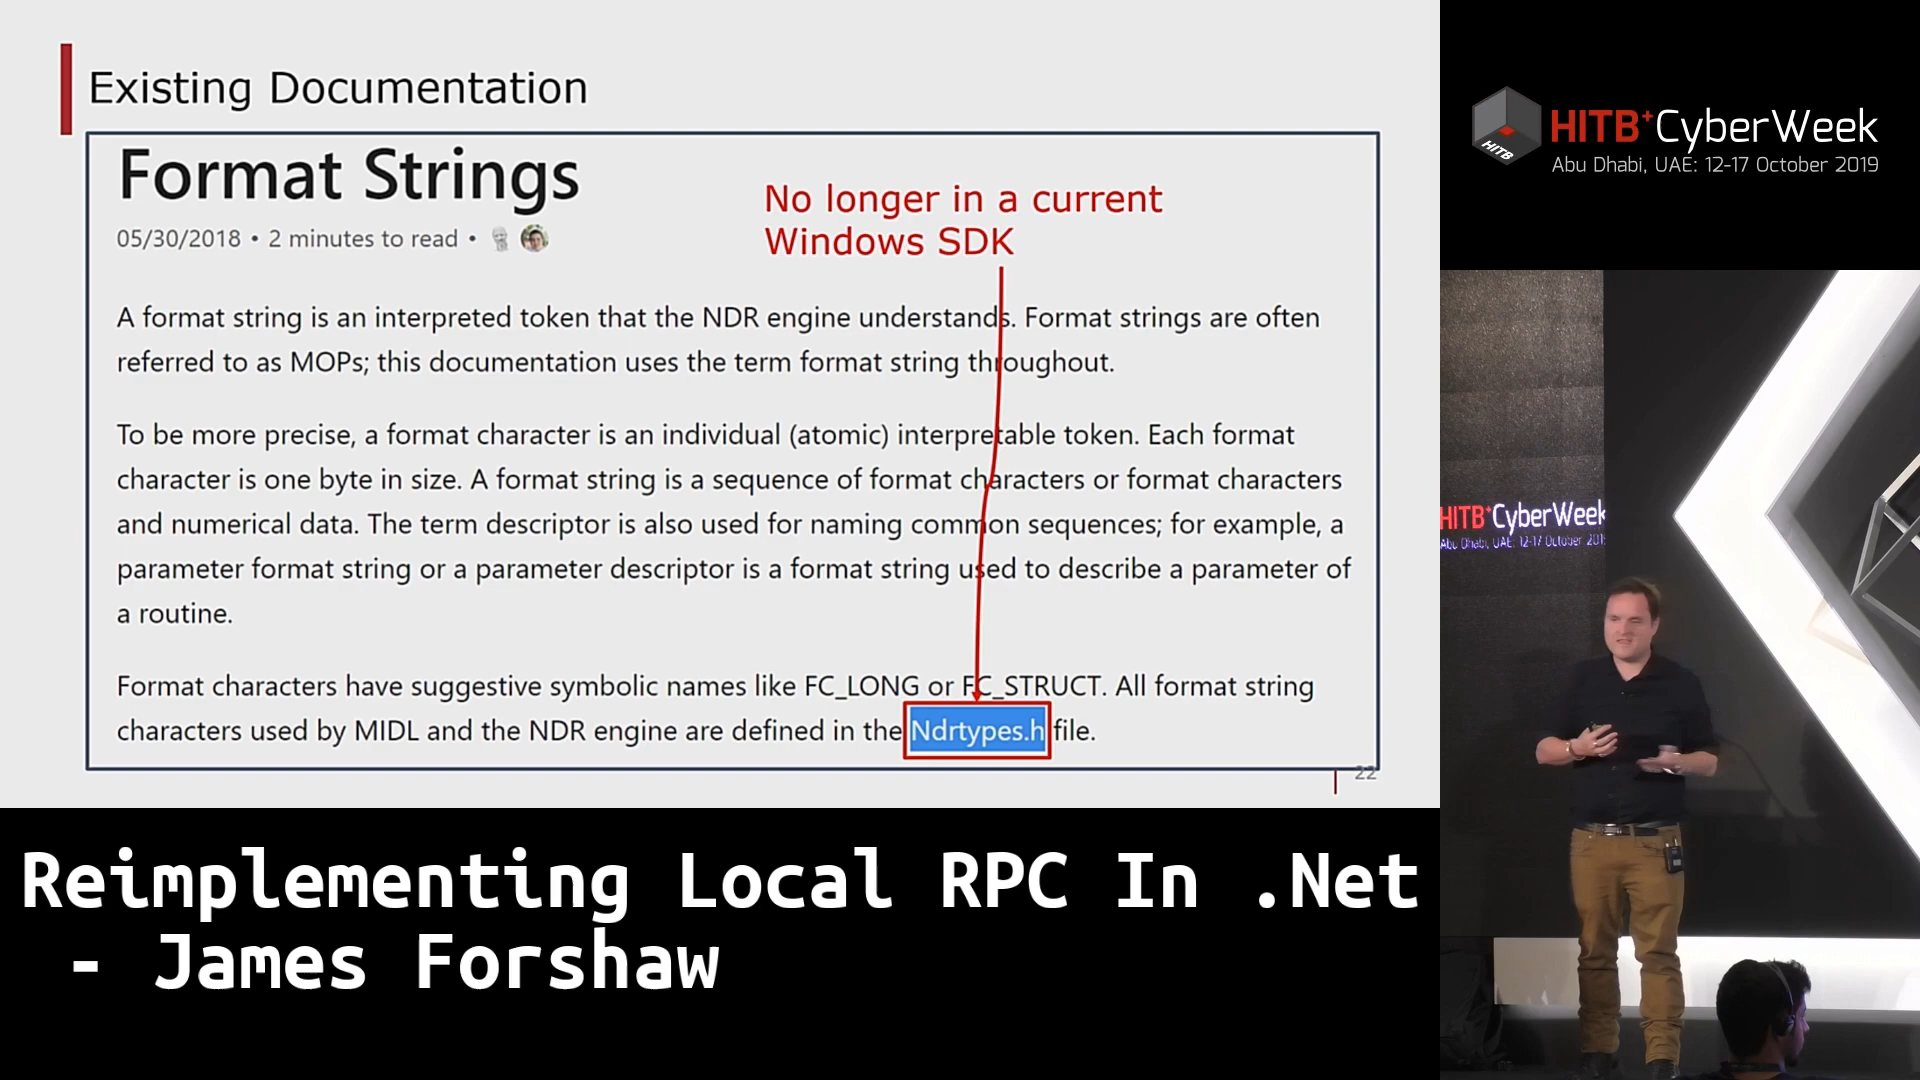 Existing Documentation
Format Strings
05/30/2018 • 2 minutes to read •
No longer in a current
Windows SDK
A format string is an interpreted token that the NDR engine understands. Format strings are often
referred to as MOPs; this documentation uses the term format string throughout.
To be more precise, a format character is an individual (atomic) interpretable token. Each format
character is one byte in size. A format string is a sequence of format characters or format characters
and numerical data. The term descriptor is also used for naming common sequences; for example, a
parameter format string or a parameter descriptor is a format string used to describe a parameter of
a routine.
Format characters have suggestive symbolic names like FC_LONG or FC_STRUCT. All format string
characters used by MIDL and the NDR engine are defined in the Ndrtypes.h file.
22
Reimplementing Local RPC In .Net
- James Forshaw
HITB
HITB+CyberWeek
Abu Dhabi, UAE: 12-17 October 2019
HITB+CyberWeek
Abu Dhabi, UAE: 12-17 October 201